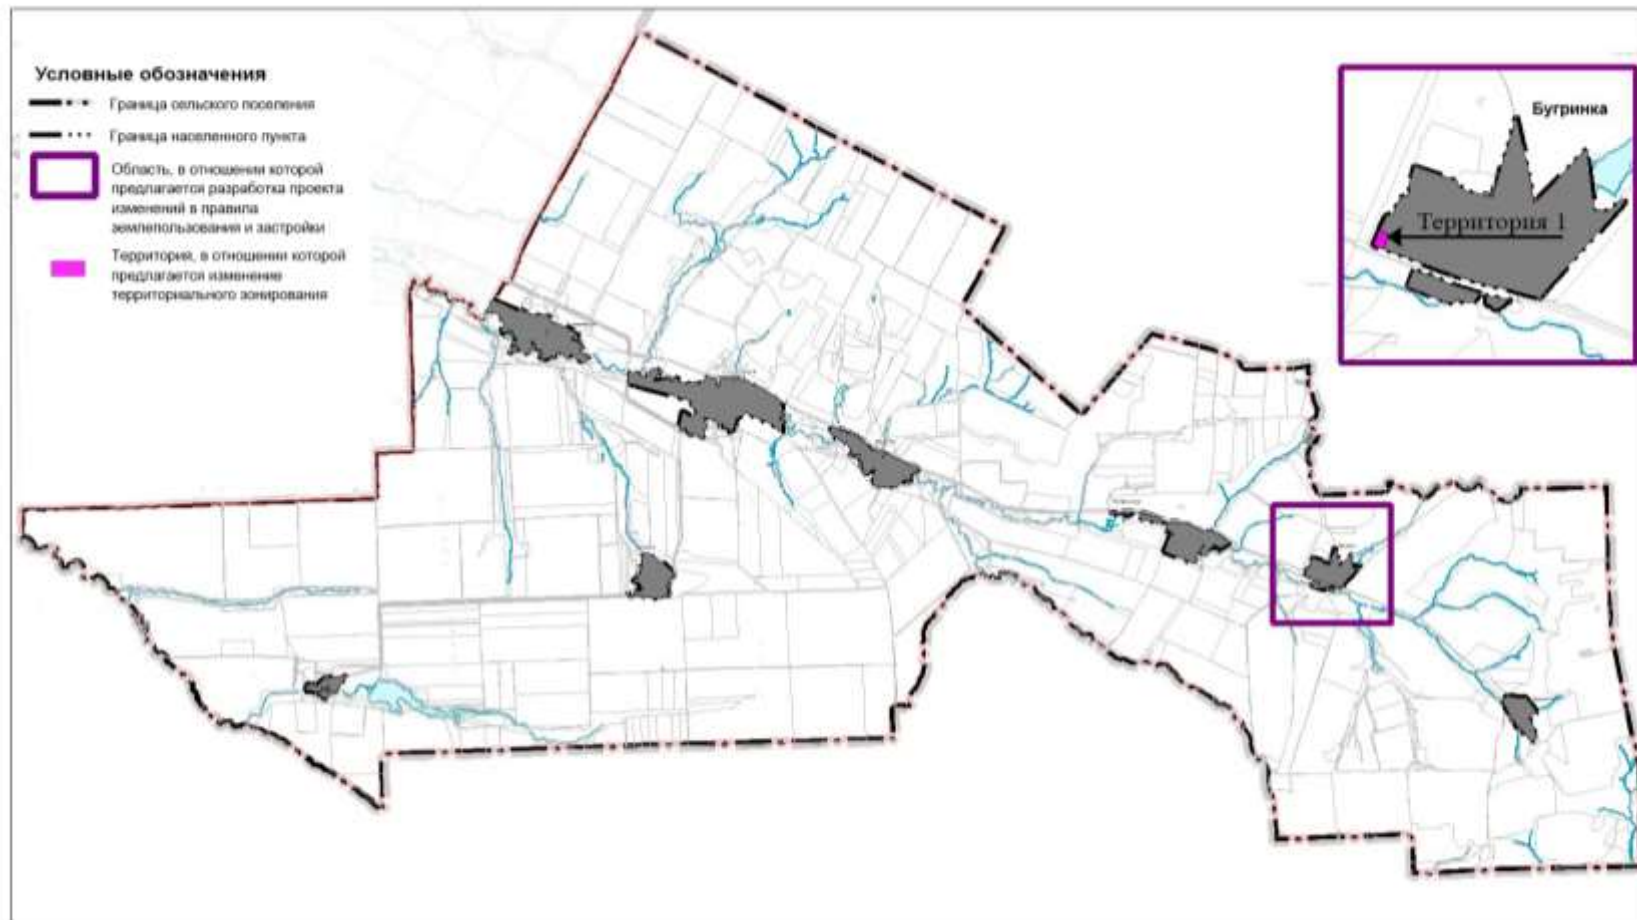 Условные обозначения
Граница сельского поселения
Граница населенного пункта
Область, в отношении которой
предлагается разработка проекта
изменений в правила
землепользования и застройки
Территория, в отношении которой
предлагается изменение
территориального зонирования
Бугринка
Территория 1